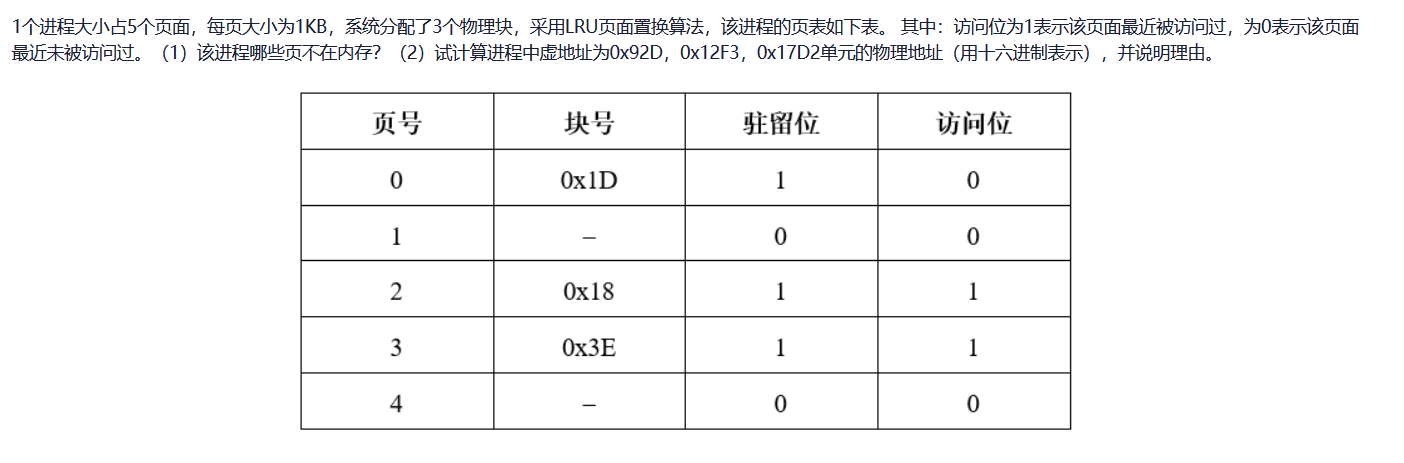 1个进程大小占5个页面，每页大小为1KB，系统分配了3个物理块，采用LRU页面置换算法，该进程的页表如下表。 其中：访问位为1表示该页面最近被访问过，为0表示该页面
最近未被访问过。（1）该进程哪些页不在内存？（2）试计算进程中虚地址为0x92D，0x12F3，0x17D2单元的物理地址（用十六进制表示），并说明理由。
页号 块号 驻留位 访问位
0 0x1D 1 0
1 – 0 0
2 0x18 1 1
3 0x3E 1 1
4 – 0 0